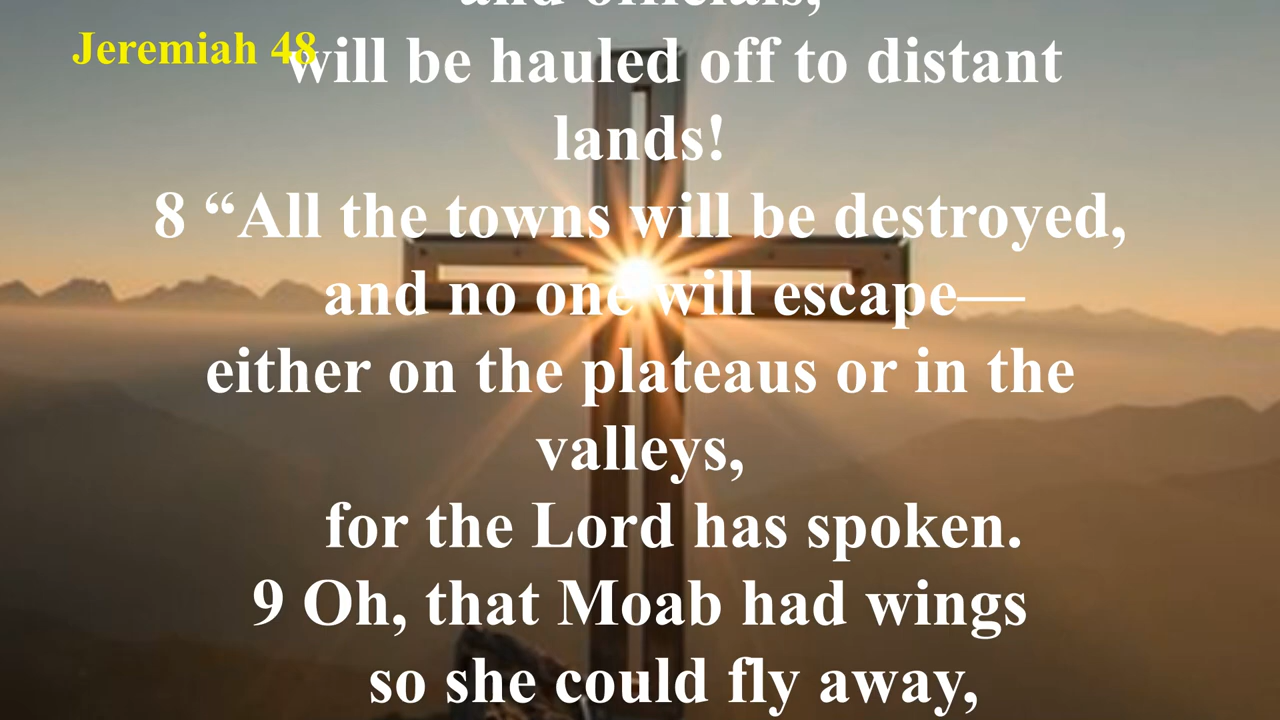 and officials,
Jeremiah 48
will be hauled off to distant
lands!
8 “All the towns will be destroyed,
and no one will escape—
either on the plateaus or in the
valleys,
for the Lord has spoken.
9 Oh, that Moab had wings
so she could fly away,